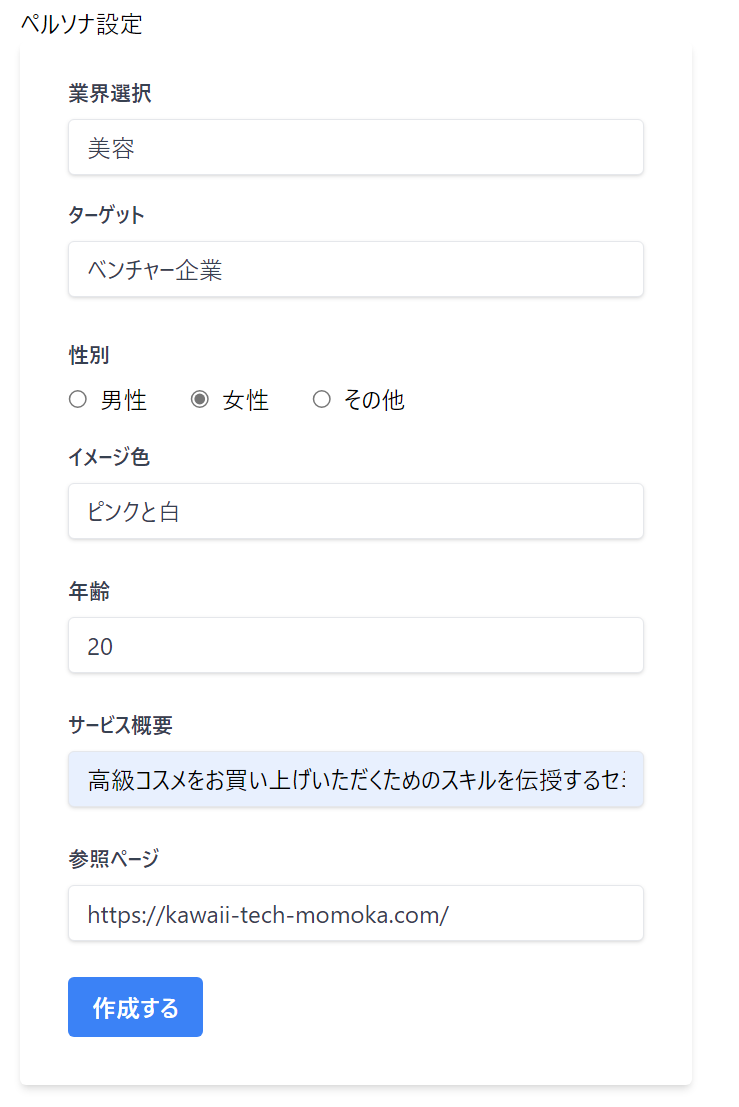 ペルソナ設定
業界選択
美容
ターゲット
ベンチャー企業
性別
男性 女性 その他
イメージ色
ピンクと白
年齢
20
サービス概要
高級コスメをお買い上げいただくためのスキルを伝授するセ
参照ページ
https://kawaii-tech-momoka.com/
作成する